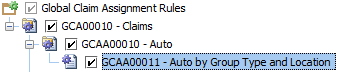 Global Claim Assignment Rules
GCA00010 - Claims
GCAA00010 - Auto
GCAA00011 - Auto by Group Type and Location